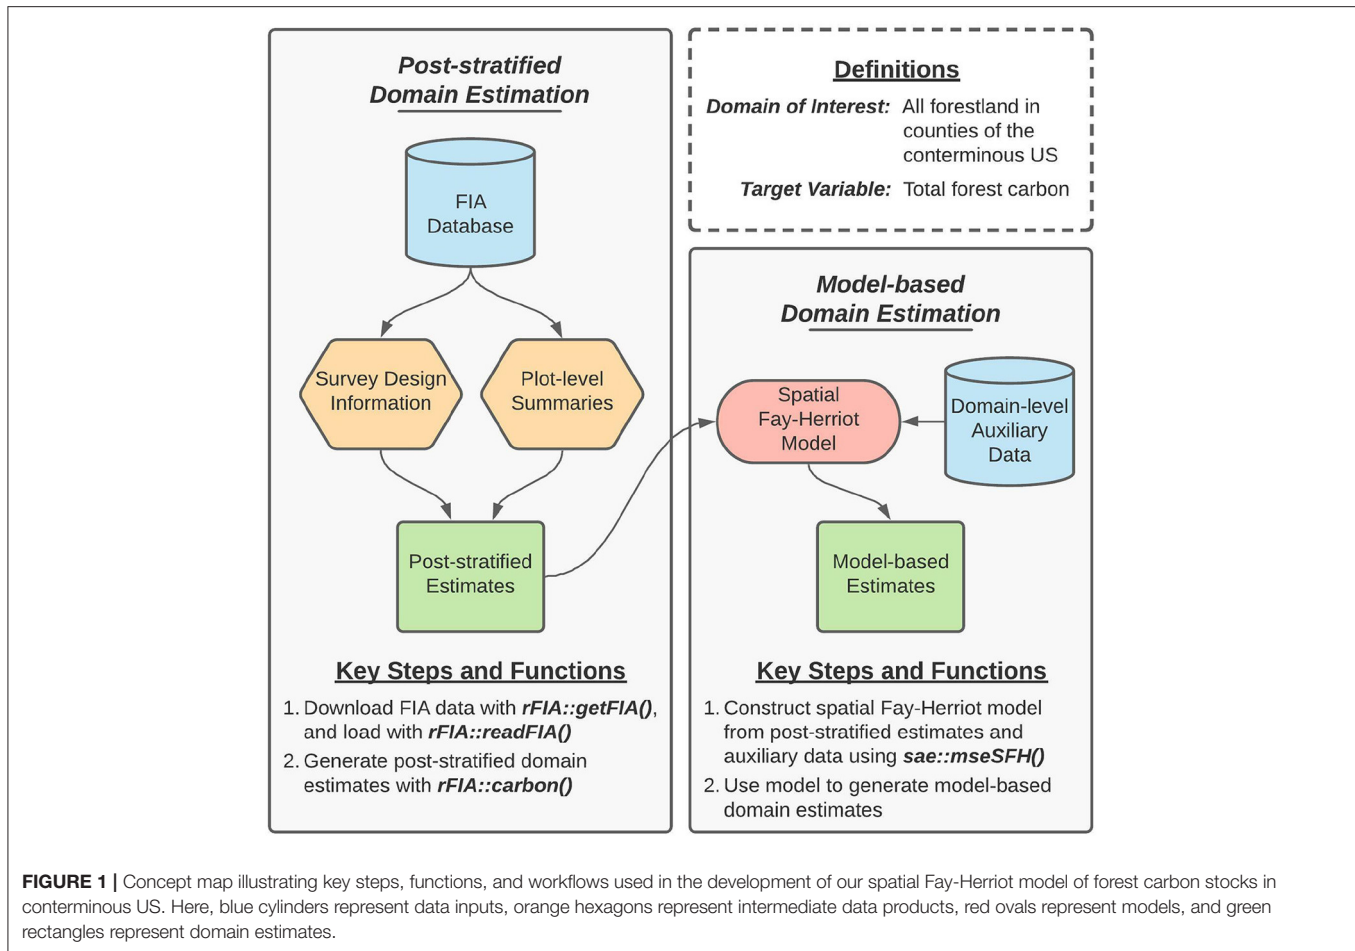 Post-stratified
Domain Estimation
FIA
Database
Survey Design
Information
Plot-level
Summaries
Post-stratified
Estimates
Key Steps and Functions
1. Download FIA data with rFIA::getFIA(),
and load with rFIA::readFIA()
2. Generate post-stratified domain
estimates with rFIA::carbon()
Definitions
Domain of Interest: All forestland in
counties of the
conterminous US
Target Variable: Total forest carbon
Model-based
Domain Estimation
Spatial
Fay-Herriot
Model
Domain-level
Auxiliary
Data
Model-based
Estimates
Key Steps and Functions
1. Construct spatial Fay-Herriot model
from post-stratified estimates and
auxiliary data using sae::mseSFH()
2. Use model to generate model-based
domain estimates
FIGURE 1 | Concept map illustrating key steps, functions, and workflows used in the development of our spatial Fay-Herriot model of forest carbon stocks in
conterminous US. Here, blue cylinders represent data inputs, orange hexagons represent intermediate data products, red ovals represent models, and green
rectangles represent domain estimates.